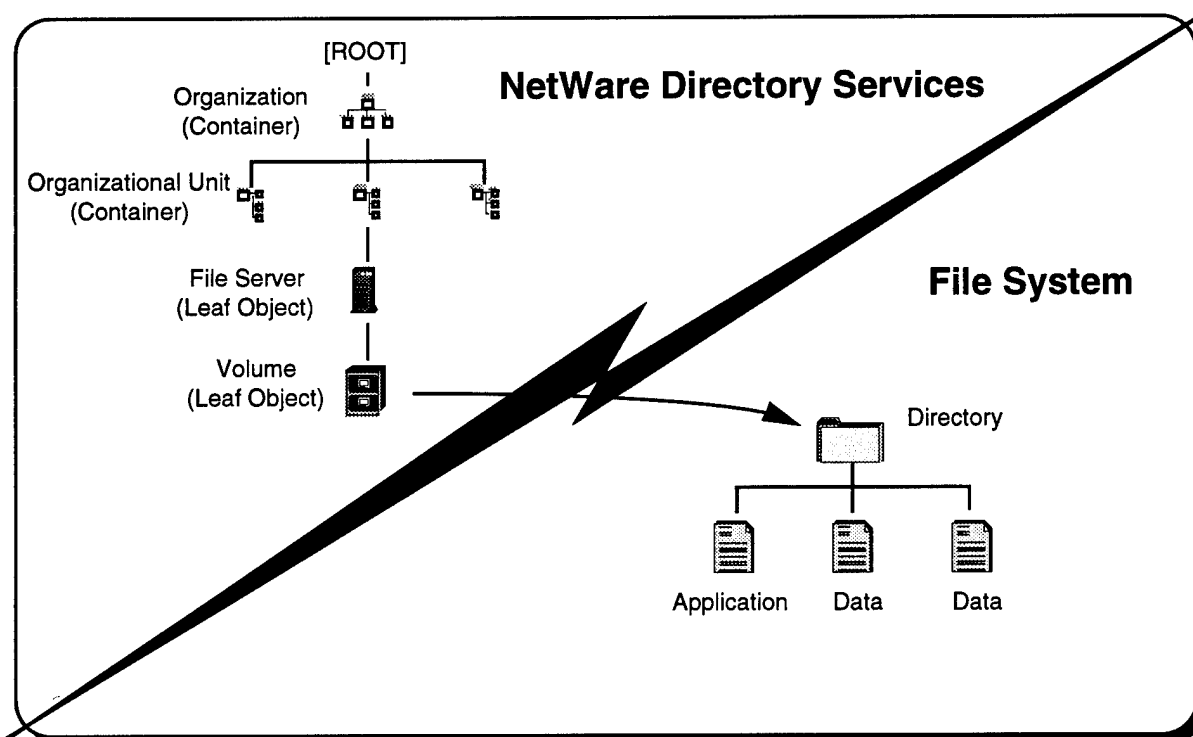 [ROOT]
NetWare Directory Services
Organization
(Container)
Organizational Unit
(Container)
File Server
(Leaf Object)
File System
Volume
(Leaf Object)
Directory
Application
Data
Data